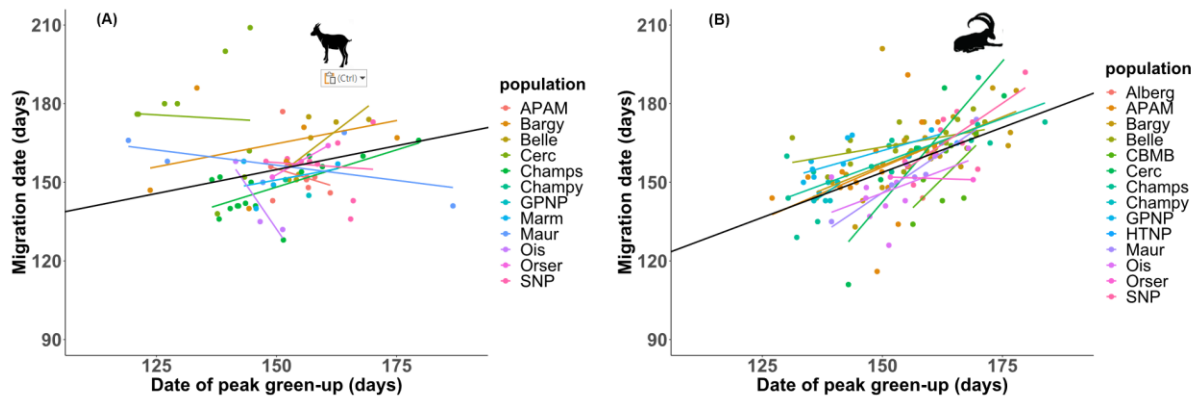 (A)
210
180
150
120
90
125
150
175
Migration date (days)
Date of peak green-up (days)
(Ctrl)
population
APAM
Bargy
Belle
Cerc
Champs
Champy
GPNP
Marm
Maur
Ois
Orser
SNP
(B)
210
180
150
120
90
125
150
175
Migration date (days)
Date of peak green-up (days)
population
Alberg
APAM
Bargy
Belle
CBMB
Cerc
Champs
Champy
GPNP
HTNP
Maur
Ois
Orser
SNP